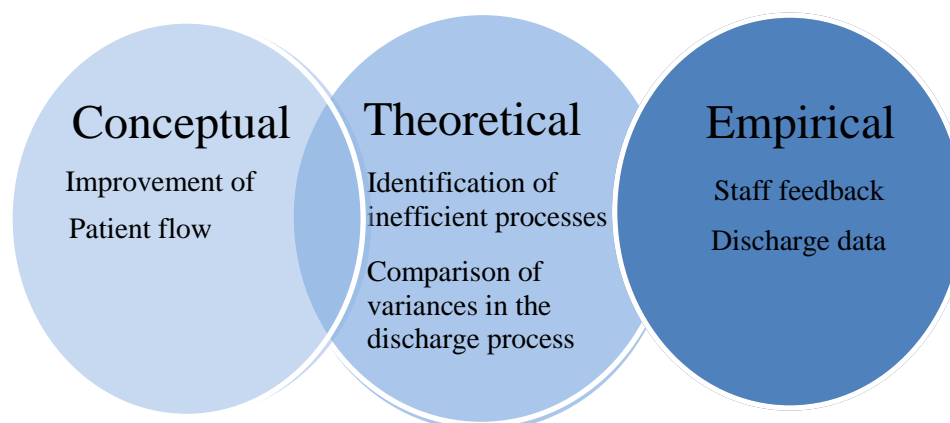 Conceptual
Improvement of
Patient flow
Theoretical
Identification of
inefficient processes
Comparison of
variances in the
discharge process
Empirical
Staff feedback
Discharge data